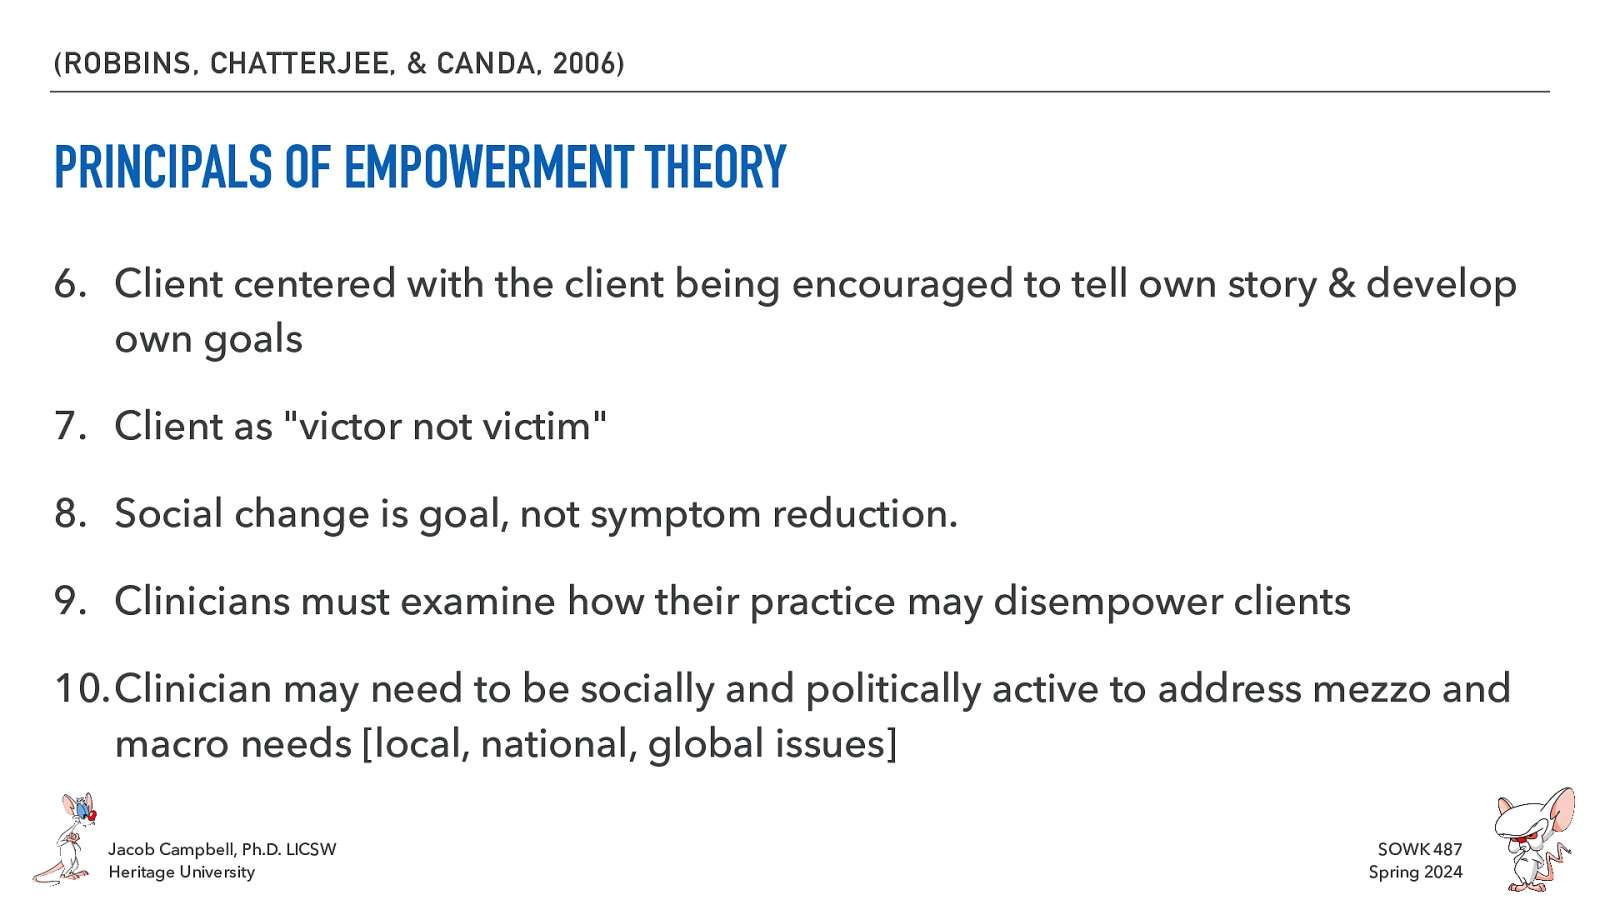 (ROBBINS, CHATTERJEE, & CANDA, 2006)
PRINCIPALS OF EMPOWERMENT THEORY
6. Client centered with the client being encouraged to tell own story & develop
own goals
7. Client as "victor not victim"
8. Social change is goal, not symptom reduction.
9. Clinicians must examine how their practice may disempower clients
10. Clinician may need to be socially and politically active to address mezzo and
macro needs [local, national, global issues]
Jacob Campbell, Ph.D. LICSW
Heritage University
SOWK 487
Spring 2024